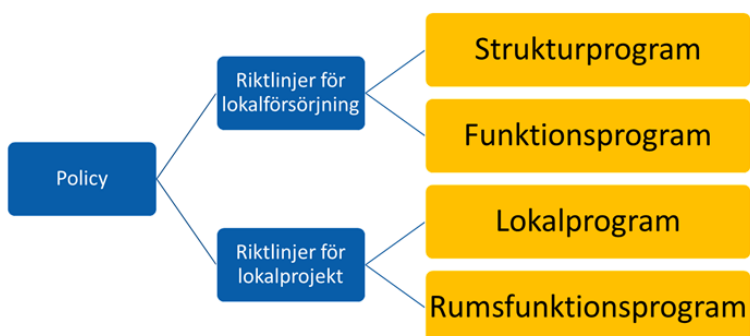 Policy
Riktlinjer för
lokalförsörjning
Strukturprogram
Funktionsprogram
Riktlinjer för
lokalprojekt
Lokalprogram
Rumsfunktionsprogram